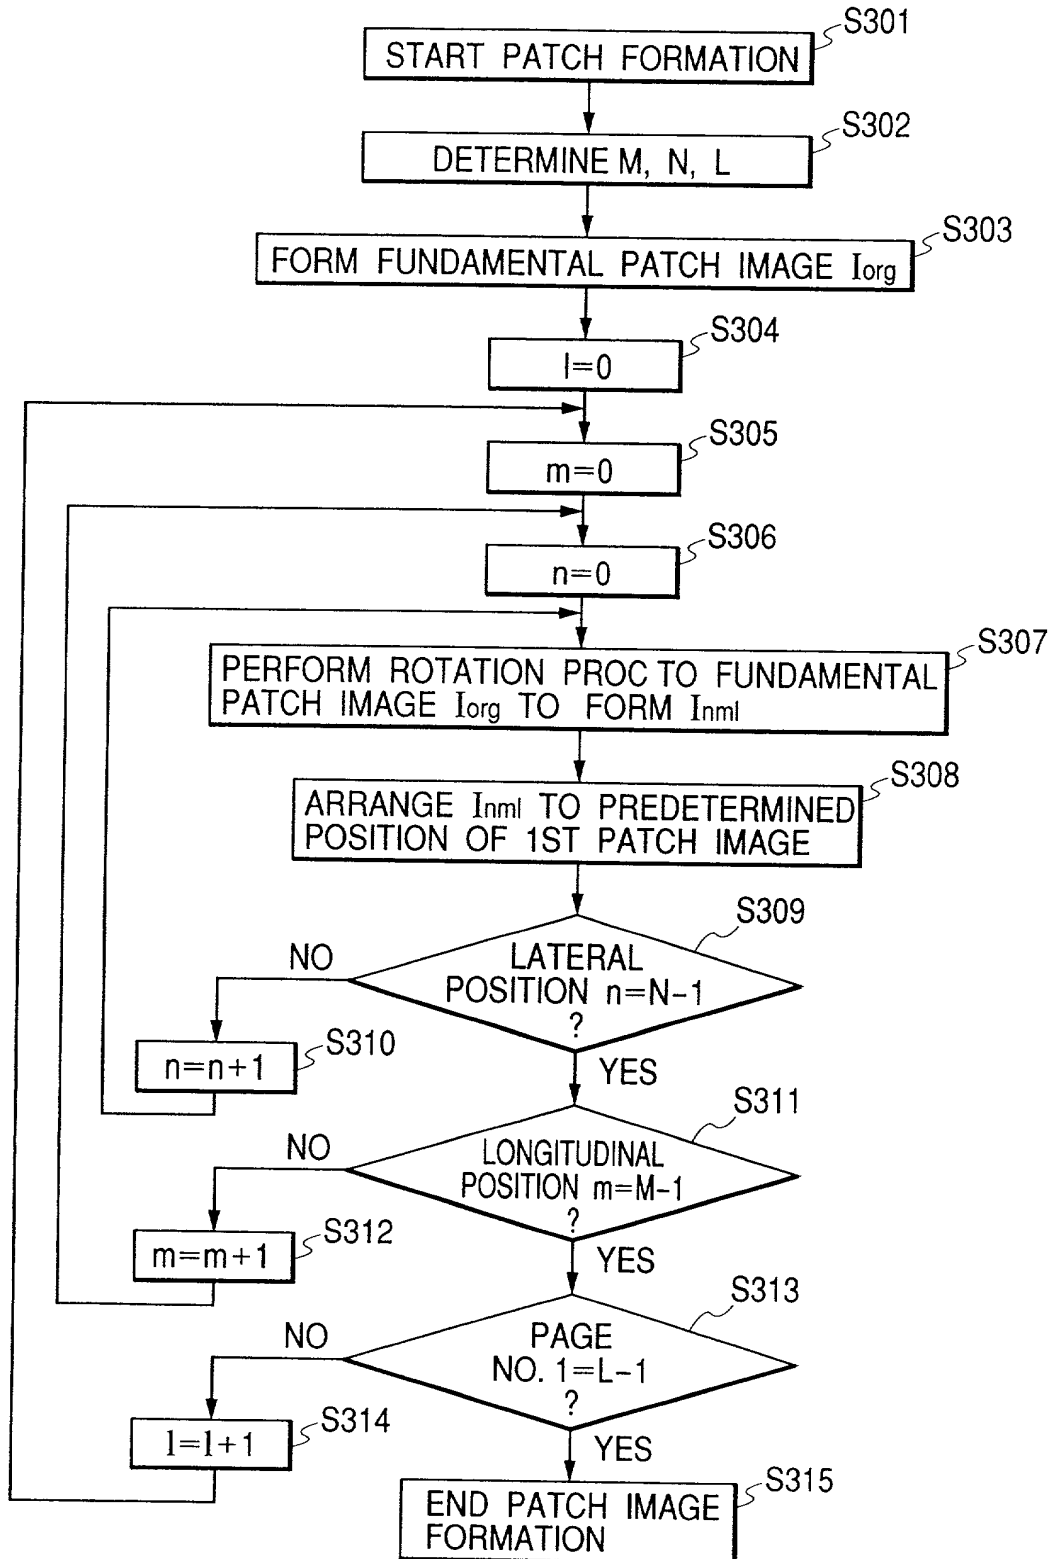 S301
START PATCH FORMATION
S302
DETERMINE M, N, L
S303
FORM FUNDAMENTAL PATCH IMAGE Iorg
S304
l=0
S305
m=0
S306
n=0
S307
PERFORM ROTATION PROC TO FUNDAMENTAL
PATCH IMAGE Iorg TO FORM Inml
S308
ARRANGE Inml TO PREDETERMINED
POSITION OF 1ST PATCH IMAGE
S309
NO
LATERAL
POSITION n=N-1
?
S310
n=n+1
YES
S311
NO
LONGITUDINAL
POSITION m=M-1
?
S312
m=m+1
YES
S313
NO
PAGE
NO. 1=L-1
?
S314
1=1+1
YES
S315
END PATCH IMAGE
FORMATION